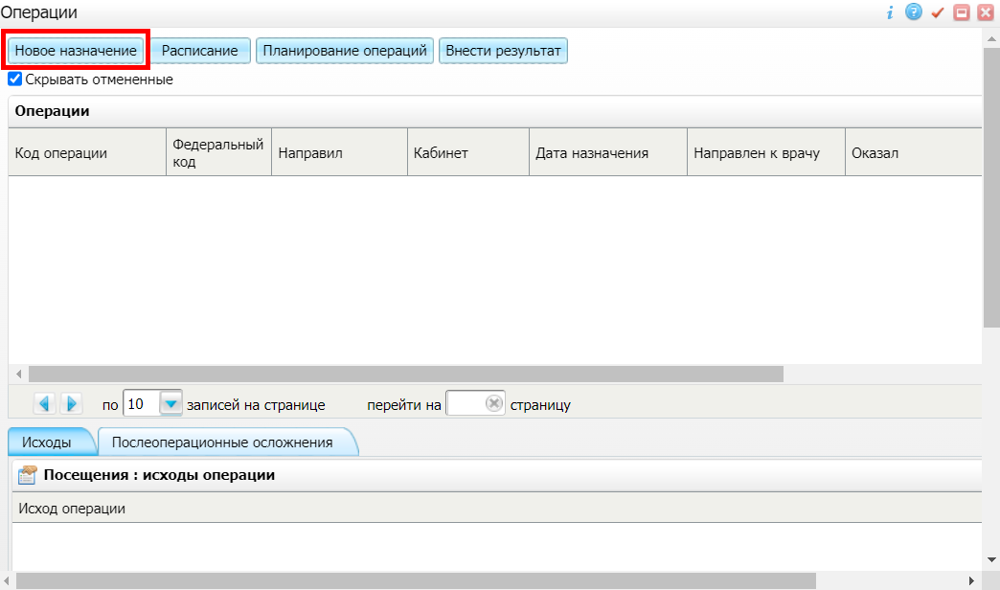 Операции
Новое назначение Расписание Планирование операций Внести результат
Скрывать отмененные
Операции
Код операции Федеральный код Направил Кабинет Дата назначения Направлен к врачу Оказал
по 10 записей на странице перейти на страницу
Исходы Послеоперационные осложнения
Посещения : исходы операции
Исход операции